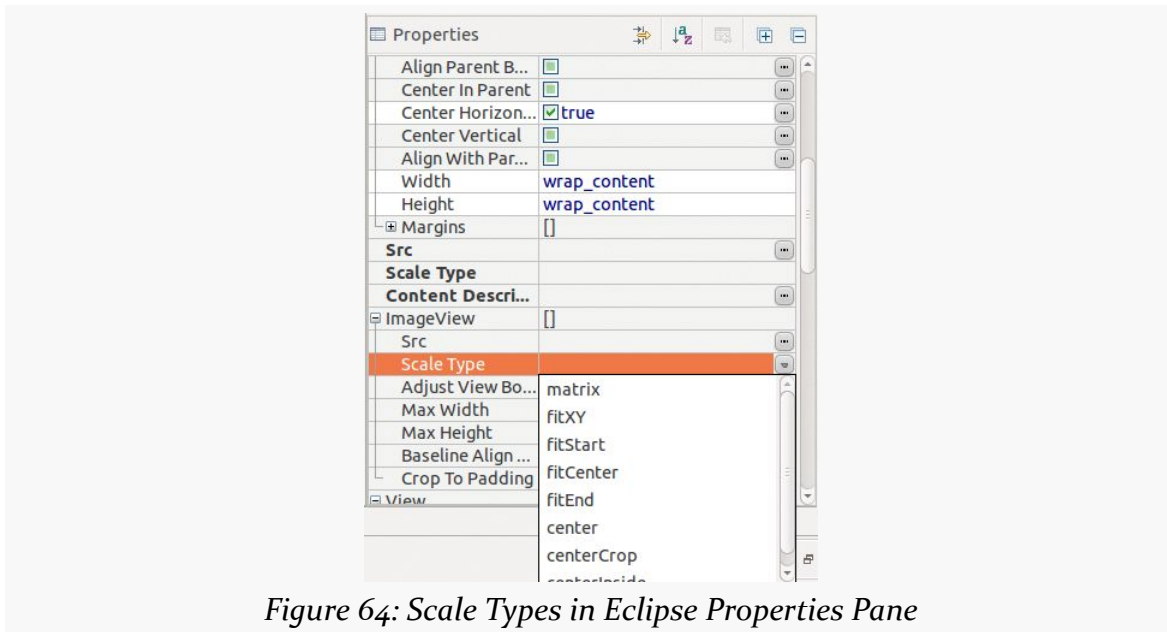 Properties
Align Parent B...
Center In Parent
Center Horizon... true
Center Vertical
Align With Par...
Width wrap_content
Height wrap_content
Margins []
Src
Scale Type
Content Descri...
ImageView []
Src
Scale Type
Adjust View Bo...
Max Width
Max Height
Baseline Align ...
Crop To Padding
View
matrix
fitXY
fitStart
fitCenter
fitEnd
center
centerCrop
centerInside
Figure 64: Scale Types in Eclipse Properties Pane